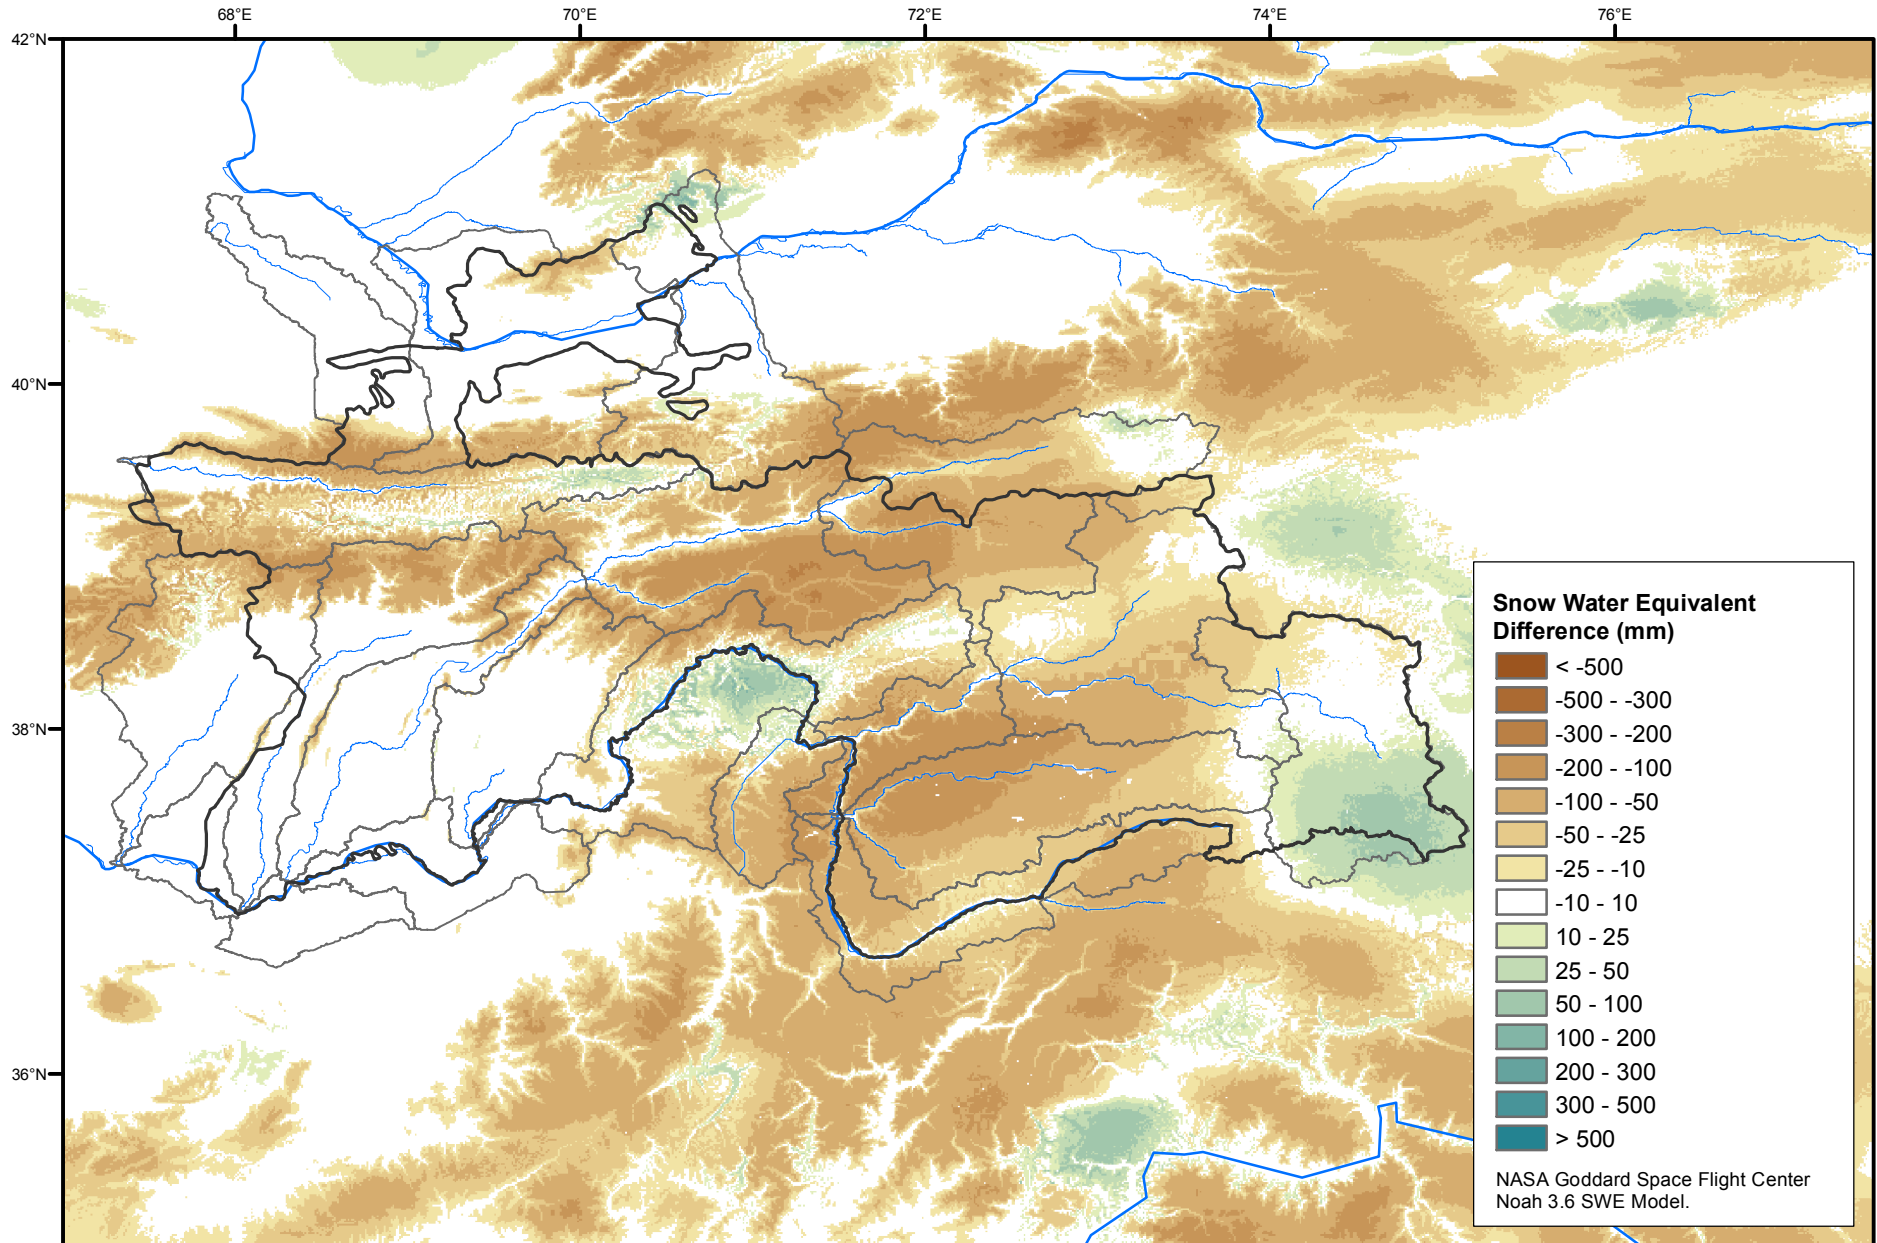 68°E
70°E
72°E
74°E
76°E
42°N
40°N
38°N
36°N
Snow Water Equivalent
Difference (mm)
< -500
-500 - -300
-300 - -200
-200 - -100
-100 - -50
-50 - -25
-25 - -10
-10 - 10
10 - 25
25 - 50
50 - 100
100 - 200
200 - 300
300 - 500
> 500
NASA Goddard Space Flight Center
Noah 3.6 SWE Model.